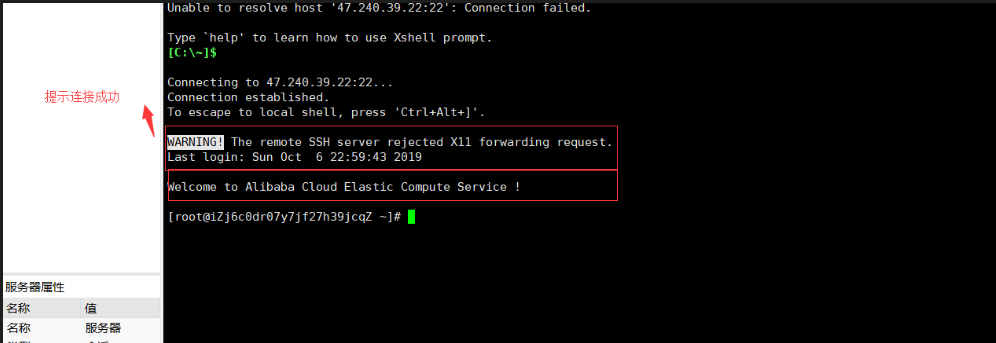 Unable to resolve host '47.240.39.22:22': Connection failed.
Type `help' to learn how to use Xshell prompt.
[C:\~]$
Connecting to 47.240.39.22:22...
Connection established.
To escape to local shell, press 'Ctrl+Alt+]'.
WARNING! The remote SSH server rejected X11 forwarding request.
Last login: Sun Oct  6 22:59:43 2019
Welcome to Alibaba Cloud Elastic Compute Service !
[root@iZj6c0dr07y7jf27h39jcqZ ~]#
提示连接成功
服务器属性
名称 值
名称 服务器